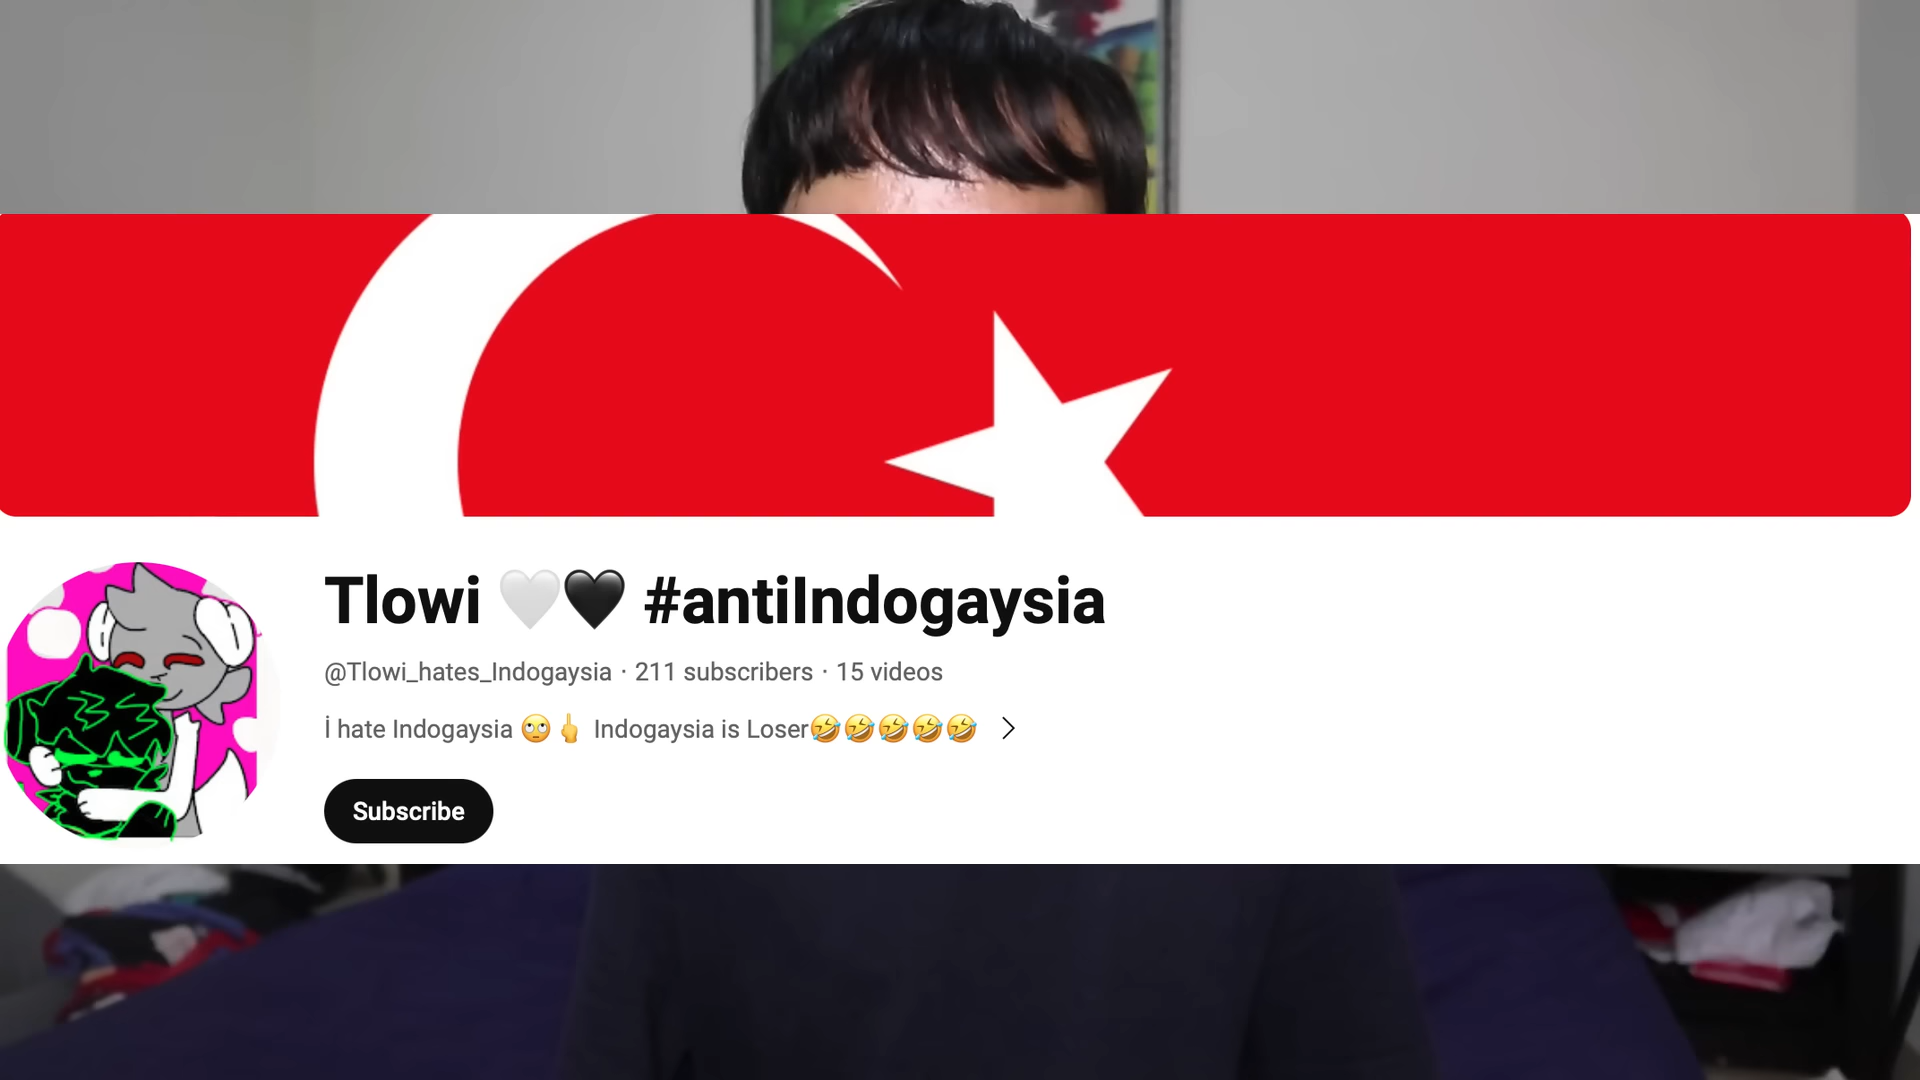 Tlowi 🤍🖤 #antiIndogaysia
@Tlowi_hates_Indogaysia · 211 subscribers · 15 videos
İ hate Indogaysia 🙄🖕 Indogaysia is Loser🤣🤣🤣🤣🤣
Subscribe